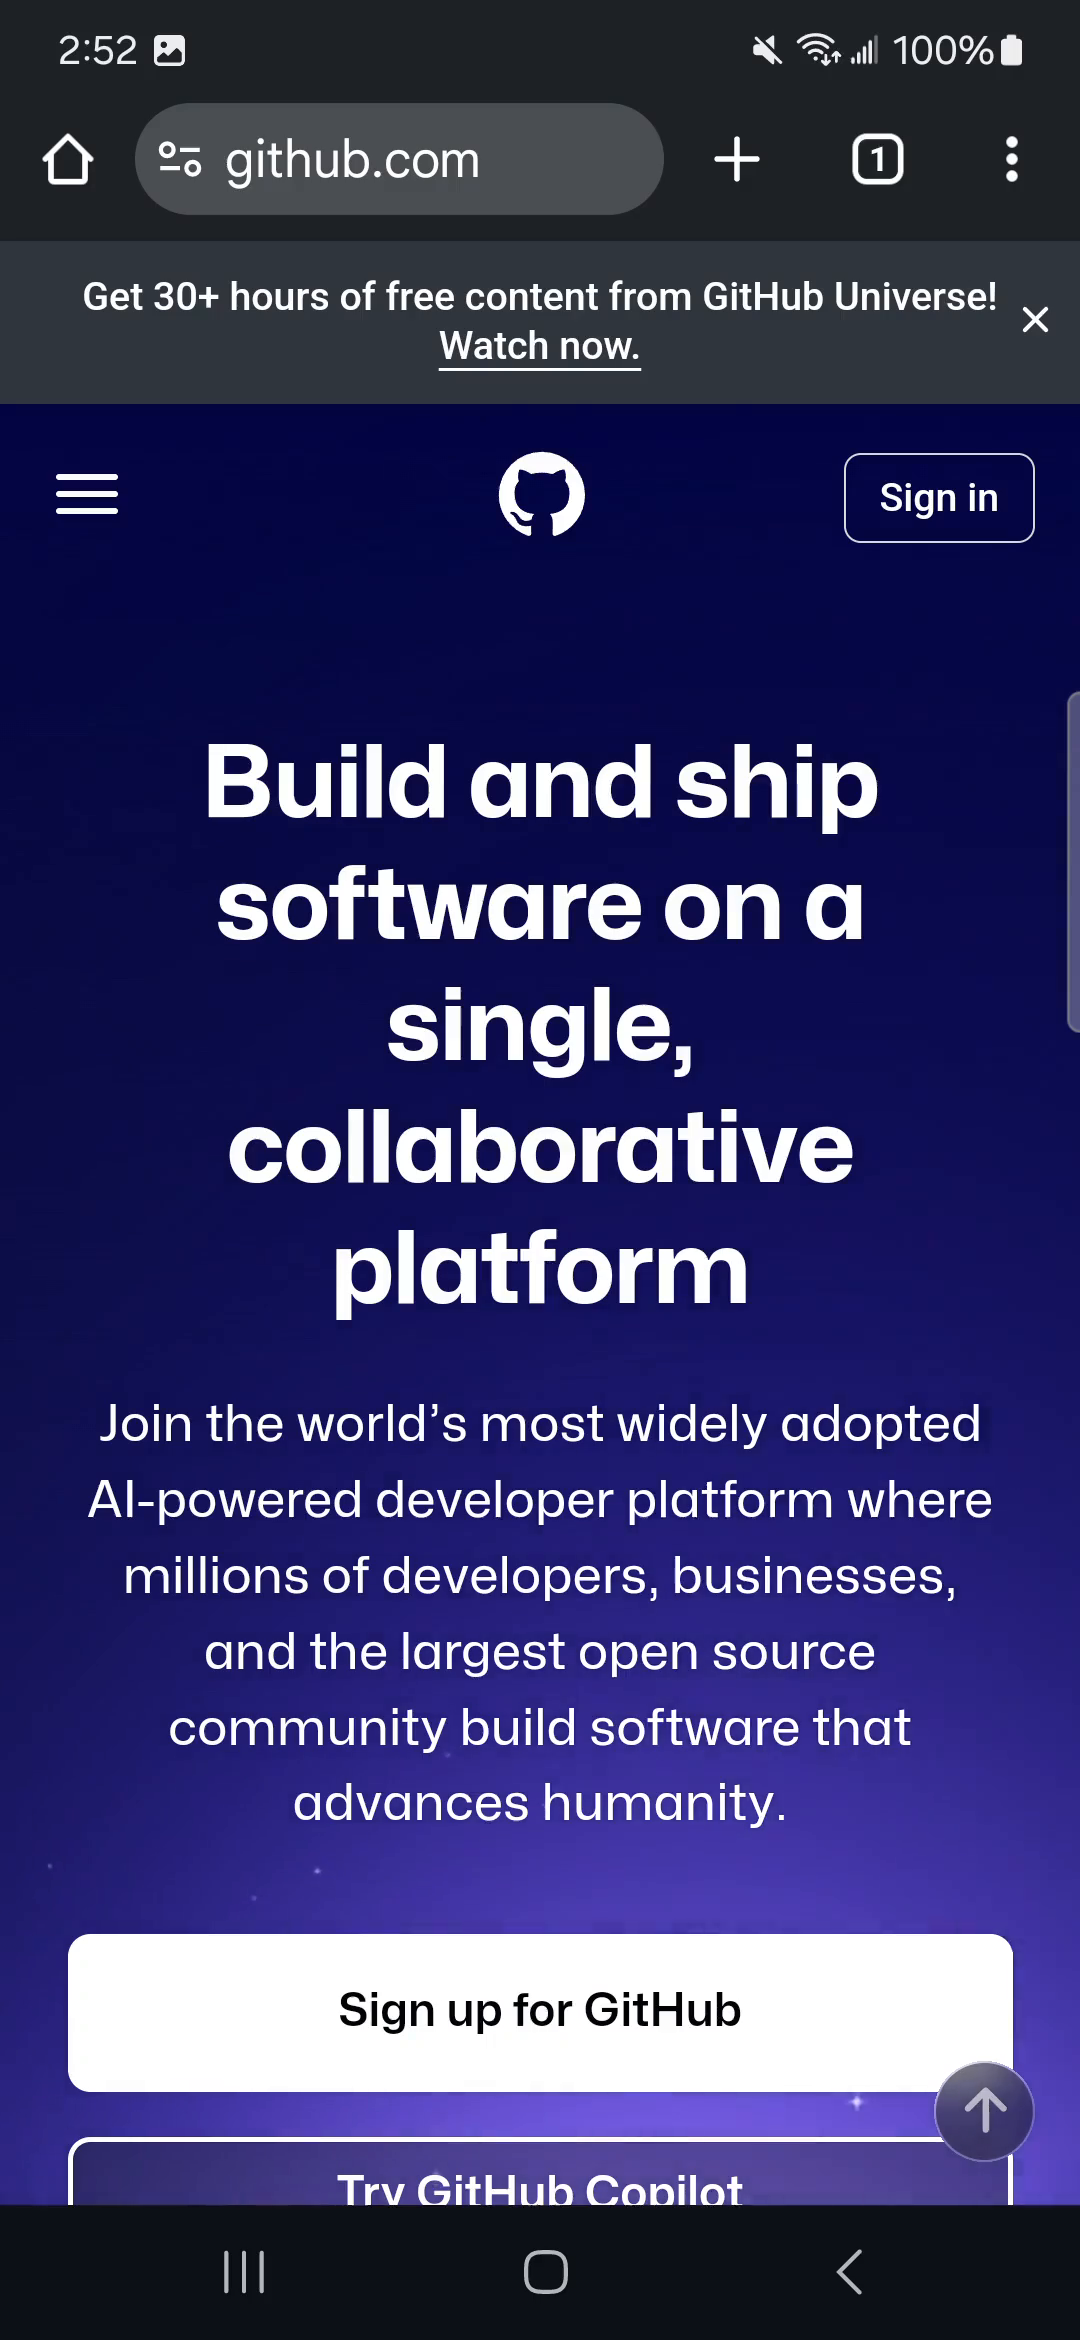 2:52 100%
github.com 1
Get 30+ hours of free content from GitHub Universe!
Watch now.
Sign in
Build and ship
software on a
single,
collaborative
platform
Join the world’s most widely adopted
AI-powered developer platform where
millions of developers, businesses,
and the largest open source
community build software that
advances humanity.
Sign up for GitHub
Try GitHub Copilot